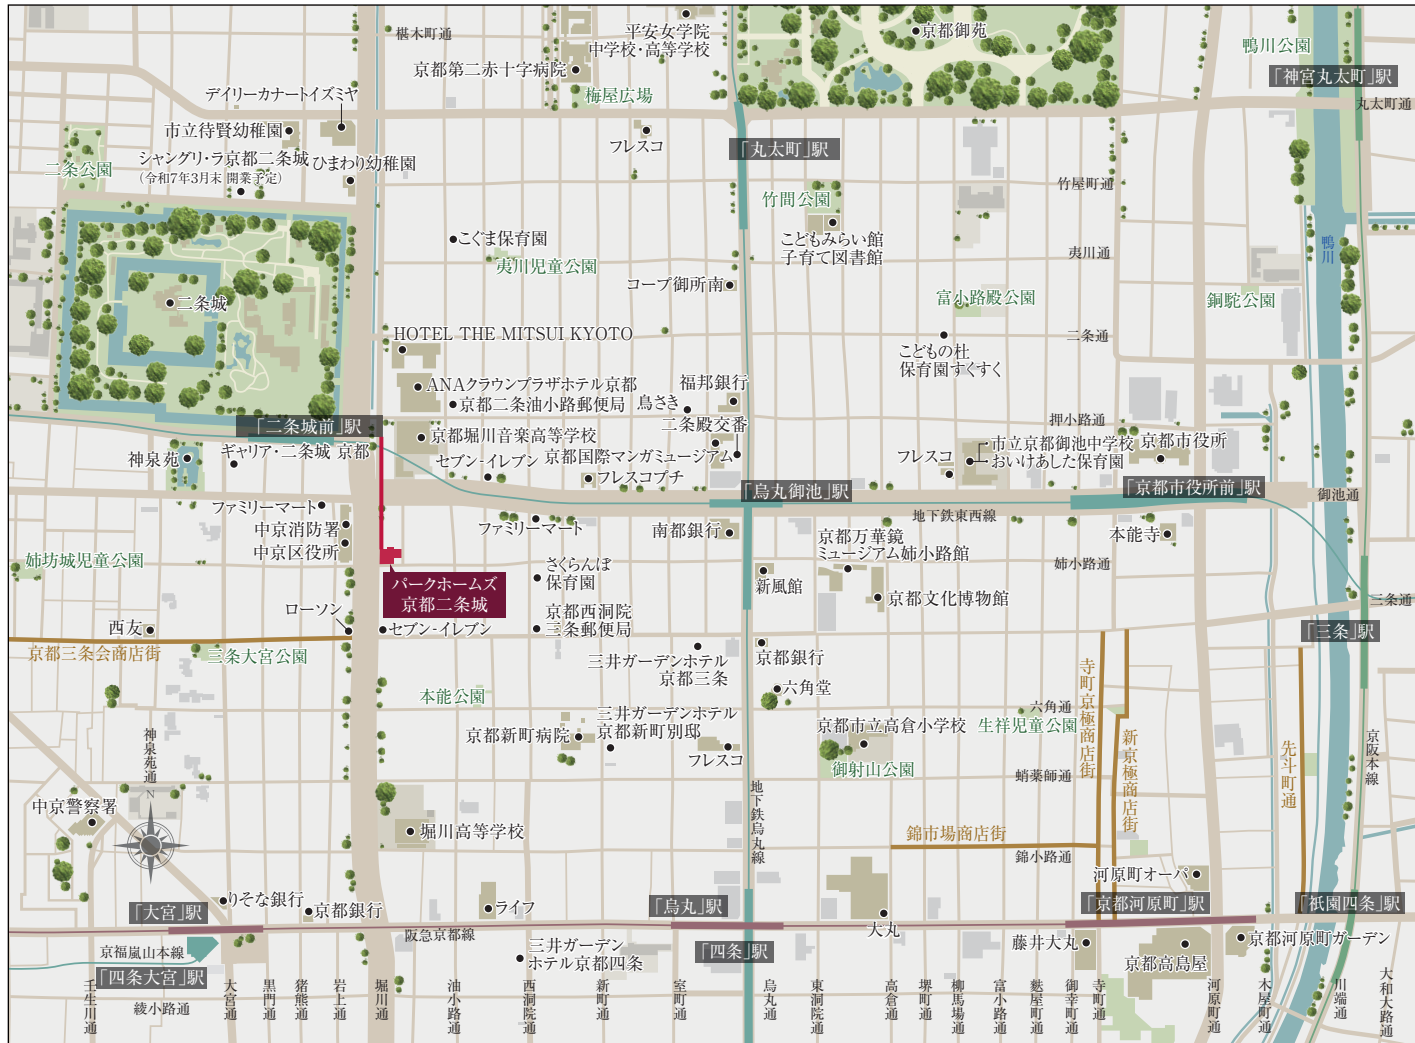 椹木町通
平安女学院
中学校・高等学校
京都御苑
鴨川公園
京都第二赤十字病院
「神宮丸太町」駅
デイリーカナートイズミヤ
梅屋広場
丸太町通
市立待賢幼稚園
フレスコ
「丸太町」駅
シャングリ・ラ京都二条城
(令和7年3月末 開業予定)
ひまわり幼稚園
二条公園
竹屋町通
竹間公園
こぐま保育園
こどもみらい館
子育て図書館
鴨川
夷川通
夷川児童公園
コープ御所南
富小路殿公園
銅駝公園
二条城
HOTEL THE MITSUI KYOTO
二条通
こどもの杜
保育園すくすく
ANAクラウンプラザホテル京都
福邦銀行
京都二条油小路郵便局
鳥さき
二条殿交番
押小路通
「二条城前」駅
京都堀川音楽高等学校
市立京都御池中学校
おいけあした保育園
京都市役所
神泉苑
ギャリア・二条城 京都
セブン-イレブン
京都国際マンガミュージアム
フレスコ
フレスコプチ
「烏丸御池」駅
「京都市役所前」駅
御池通
ファミリーマート
地下鉄東西線
中京消防署
ファミリーマート
南都銀行
京都万華鏡
ミュージアム姉小路館
本能寺
中京区役所
姉坊城児童公園
姉小路通
さくらんぼ
保育園
パークホームズ
京都二条城
新風館
京都文化博物館
三条通
ローソン
京都西洞院
三条郵便局
西友
セブン-イレブン
「三条」駅
京都三条会商店街
三条大宮公園
三井ガーデンホテル
京都三条
京都銀行
六角堂
本能公園
寺町京極商店街
六角通
三井ガーデンホテル
京都新町別邸
京都市立高倉小学校
生祥児童公園
神泉苑通
京都新町病院
新京極商店街
先斗町通
京阪本線
フレスコ
御射山公園
蛸薬師通
地下鉄烏丸線
N
中京警察署
堀川高等学校
錦市場商店街
錦小路通
河原町オーパ
りそな銀行
京都銀行
ライフ
「大宮」駅
「烏丸」駅
「京都河原町」駅
「祇園四条」駅
阪急京都線
大丸
藤井大丸
京都河原町ガーデン
京福嵐山本線
三井ガーデン
ホテル京都四条
「四条」駅
京都高島屋
「四条大宮」駅
綾小路通
壬生川通
大宮通
黒門通
猪熊通
岩上通
堀川通
油小路通
西洞院通
新町通
室町通
烏丸通
東洞院通
高倉通
堺町通
柳馬場通
富小路通
麩屋町通
御幸町通
寺町通
河原町通
木屋町通
川端通
大和大路通